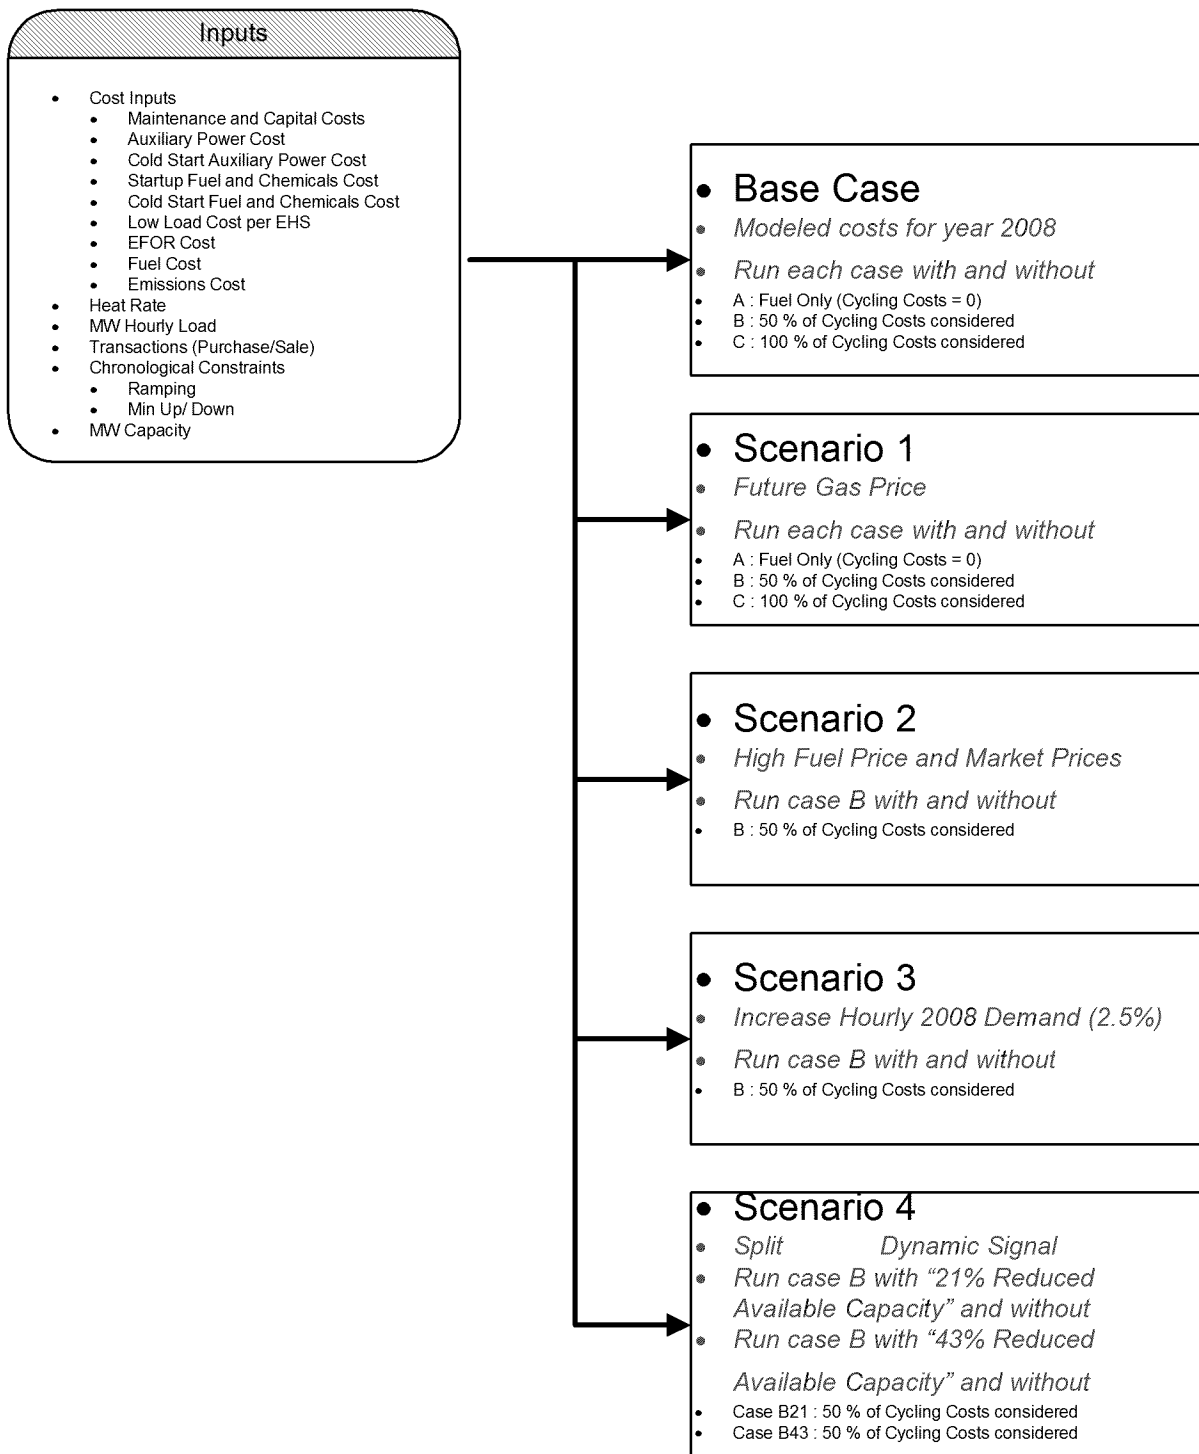 Inputs
• Cost Inputs
• Maintenance and Capital Costs
• Auxiliary Power Cost
• Cold Start Auxiliary Power Cost
• Startup Fuel and Chemicals Cost
• Cold Start Fuel and Chemicals Cost
• Low Load Cost per EHS
• EFOR Cost
• Fuel Cost
• Emissions Cost
• Heat Rate
• MW Hourly Load
• Transactions (Purchase/Sale)
• Chronological Constraints
• Ramping
• Min Up/ Down
• MW Capacity
• Base Case
• Modeled costs for year 2008
• Run each case with and without
• A : Fuel Only (Cycling Costs = 0)
• B : 50 % of Cycling Costs considered
• C : 100 % of Cycling Costs considered
• Scenario 1
• Future Gas Price
• Run each case with and without
• A : Fuel Only (Cycling Costs = 0)
• B : 50 % of Cycling Costs considered
• C : 100 % of Cycling Costs considered
• Scenario 2
• High Fuel Price and Market Prices
• Run case B with and without
• B : 50 % of Cycling Costs considered
• Scenario 3
• Increase Hourly 2008 Demand (2.5%)
• Run case B with and without
• B : 50 % of Cycling Costs considered
• Scenario 4
• Split Dynamic Signal
• Run case B with “21% Reduced
Available Capacity” and without
• Run case B with “43% Reduced
Available Capacity” and without
• Case B21 : 50 % of Cycling Costs considered
• Case B43 : 50 % of Cycling Costs considered